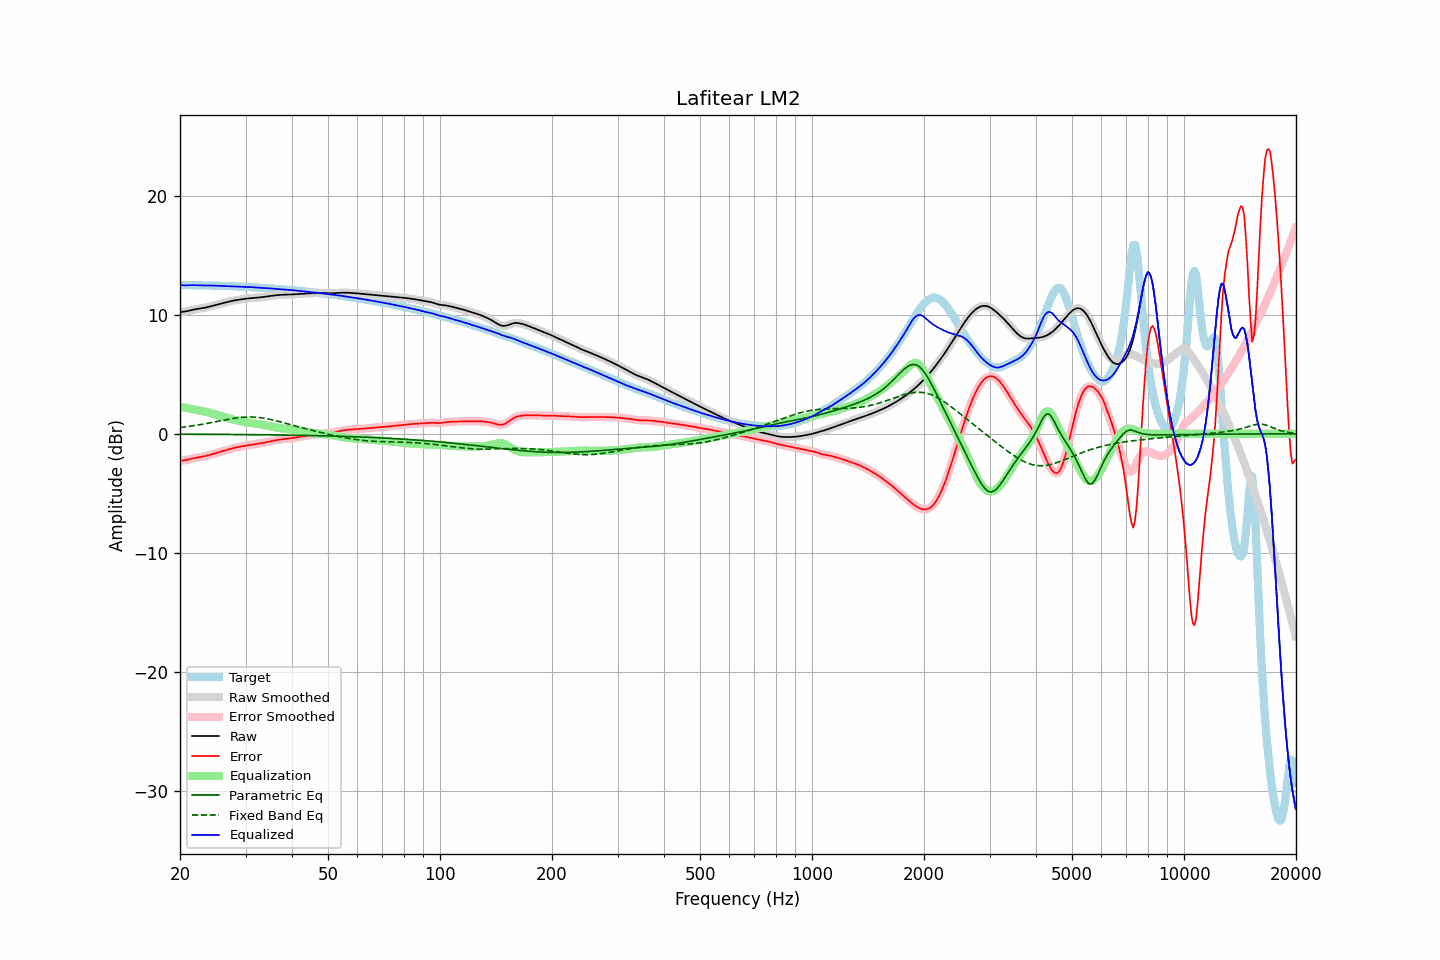 Lafitear LM2
Amplitude (dBr)
20
10
0
−10
−20
−30
Target
Raw Smoothed
Error Smoothed
Raw
Error
Equalization
Parametric Eq
Fixed Band Eq
Equalized
20 50 100 200 500 1000 2000 5000 10000 20000
Frequency (Hz)